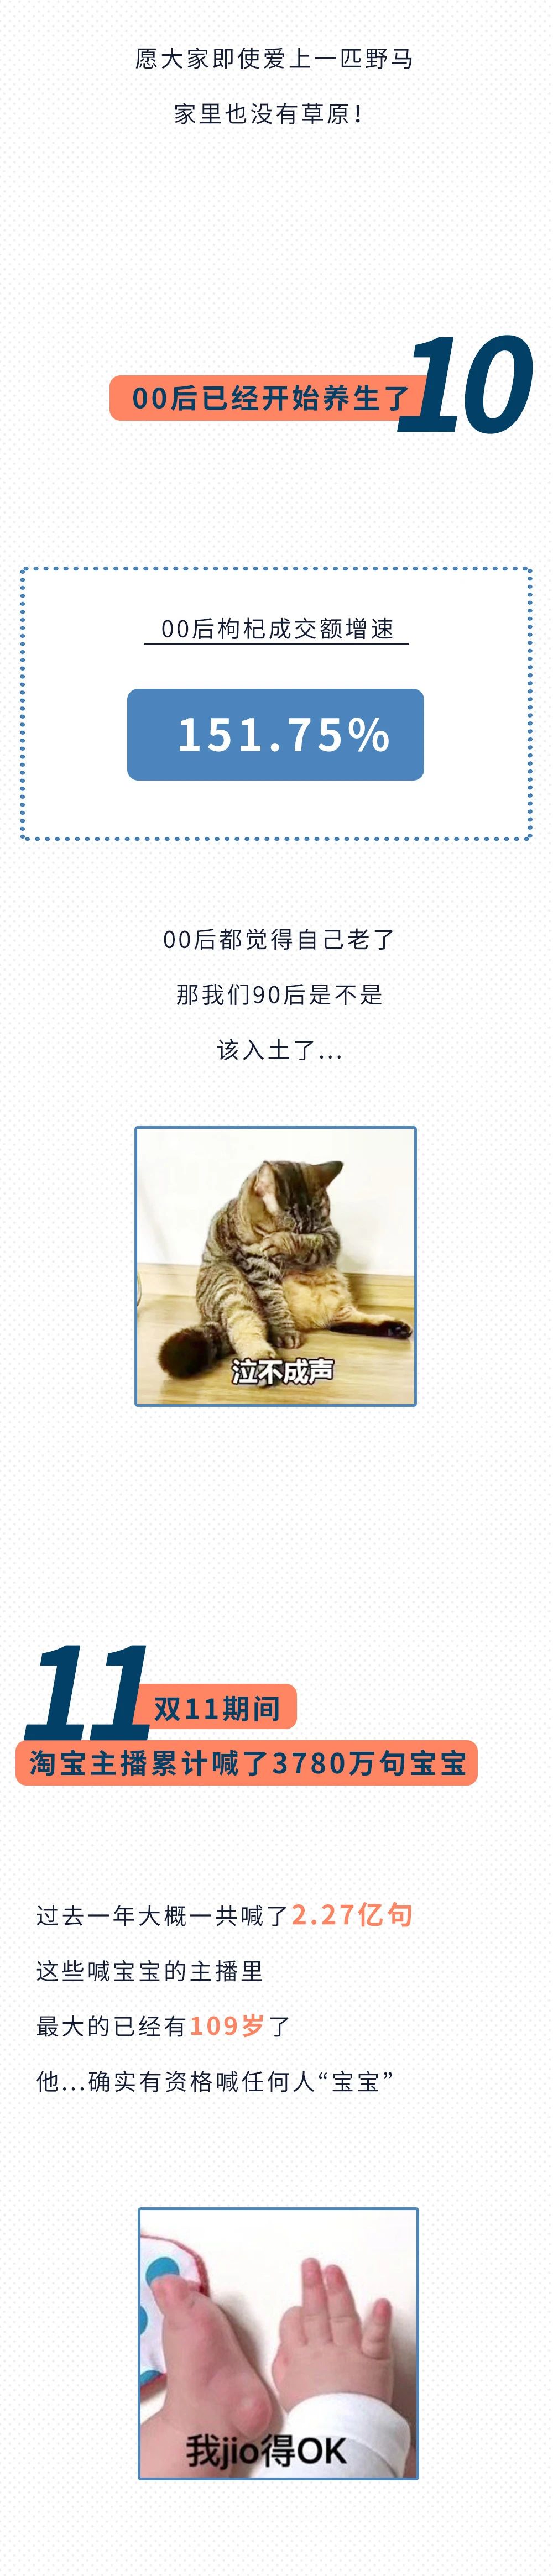 愿大家即使爱上一匹野马
家里也没有草原！
10
00后已经开始养生了
00后枸杞成交额增速
151.75%
00后都觉得自己老了
那我们90后是不是
该入土了...
泣不成声
11
双11期间
淘宝主播累计喊了3780万句宝宝
过去一年大概一共喊了2.27亿句
这些喊宝宝的主播里
最大的已经有109岁了
他...确实有资格喊任何人“宝宝”
我jio得OK